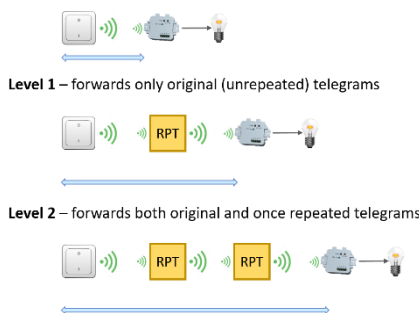 Level 1 – forwards only original (unrepeated) telegrams
RPT
Level 2 – forwards both original and once repeated telegrams
RPT RPT